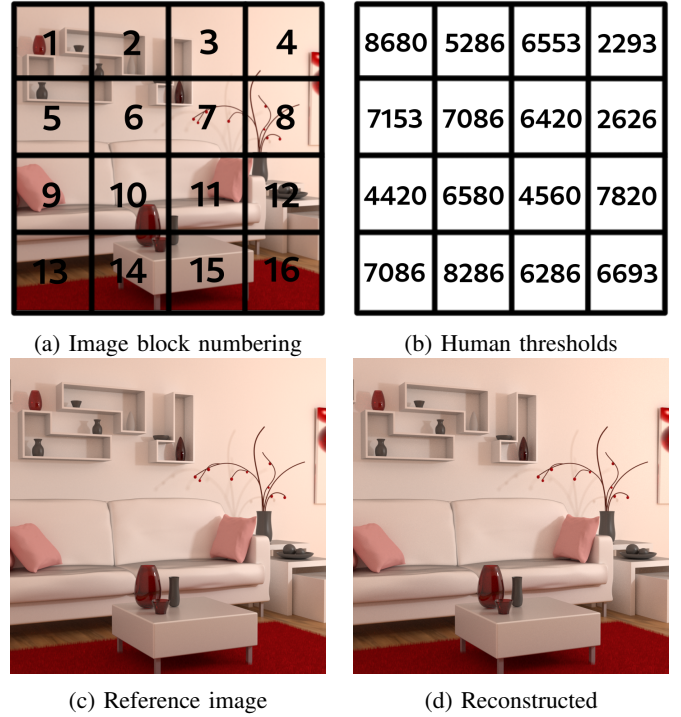 1 2 3 4
5 6 7 8
9 10 11 12
13 14 15 16
8680 5286 6553 2293
7153 7086 6420 2626
4420 6580 4560 7820
7086 8286 6286 6693
(a) Image block numbering
(b) Human thresholds
(c) Reference image
(d) Reconstructed